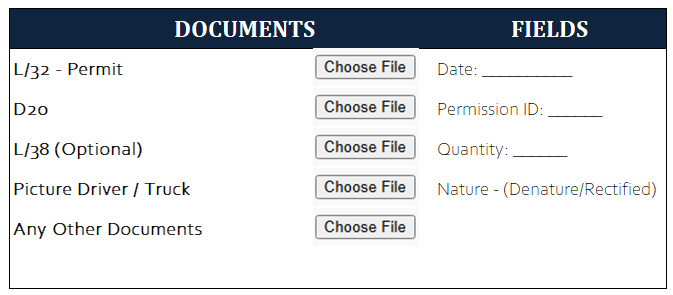 DOCUMENTS FIELDS
L/32 - Permit Choose File Date: __________
D20 Choose File Permission ID: ______
L/38 (Optional) Choose File Quantity: ______
Picture Driver / Truck Choose File Nature - (Denature/Rectified)
Any Other Documents Choose File